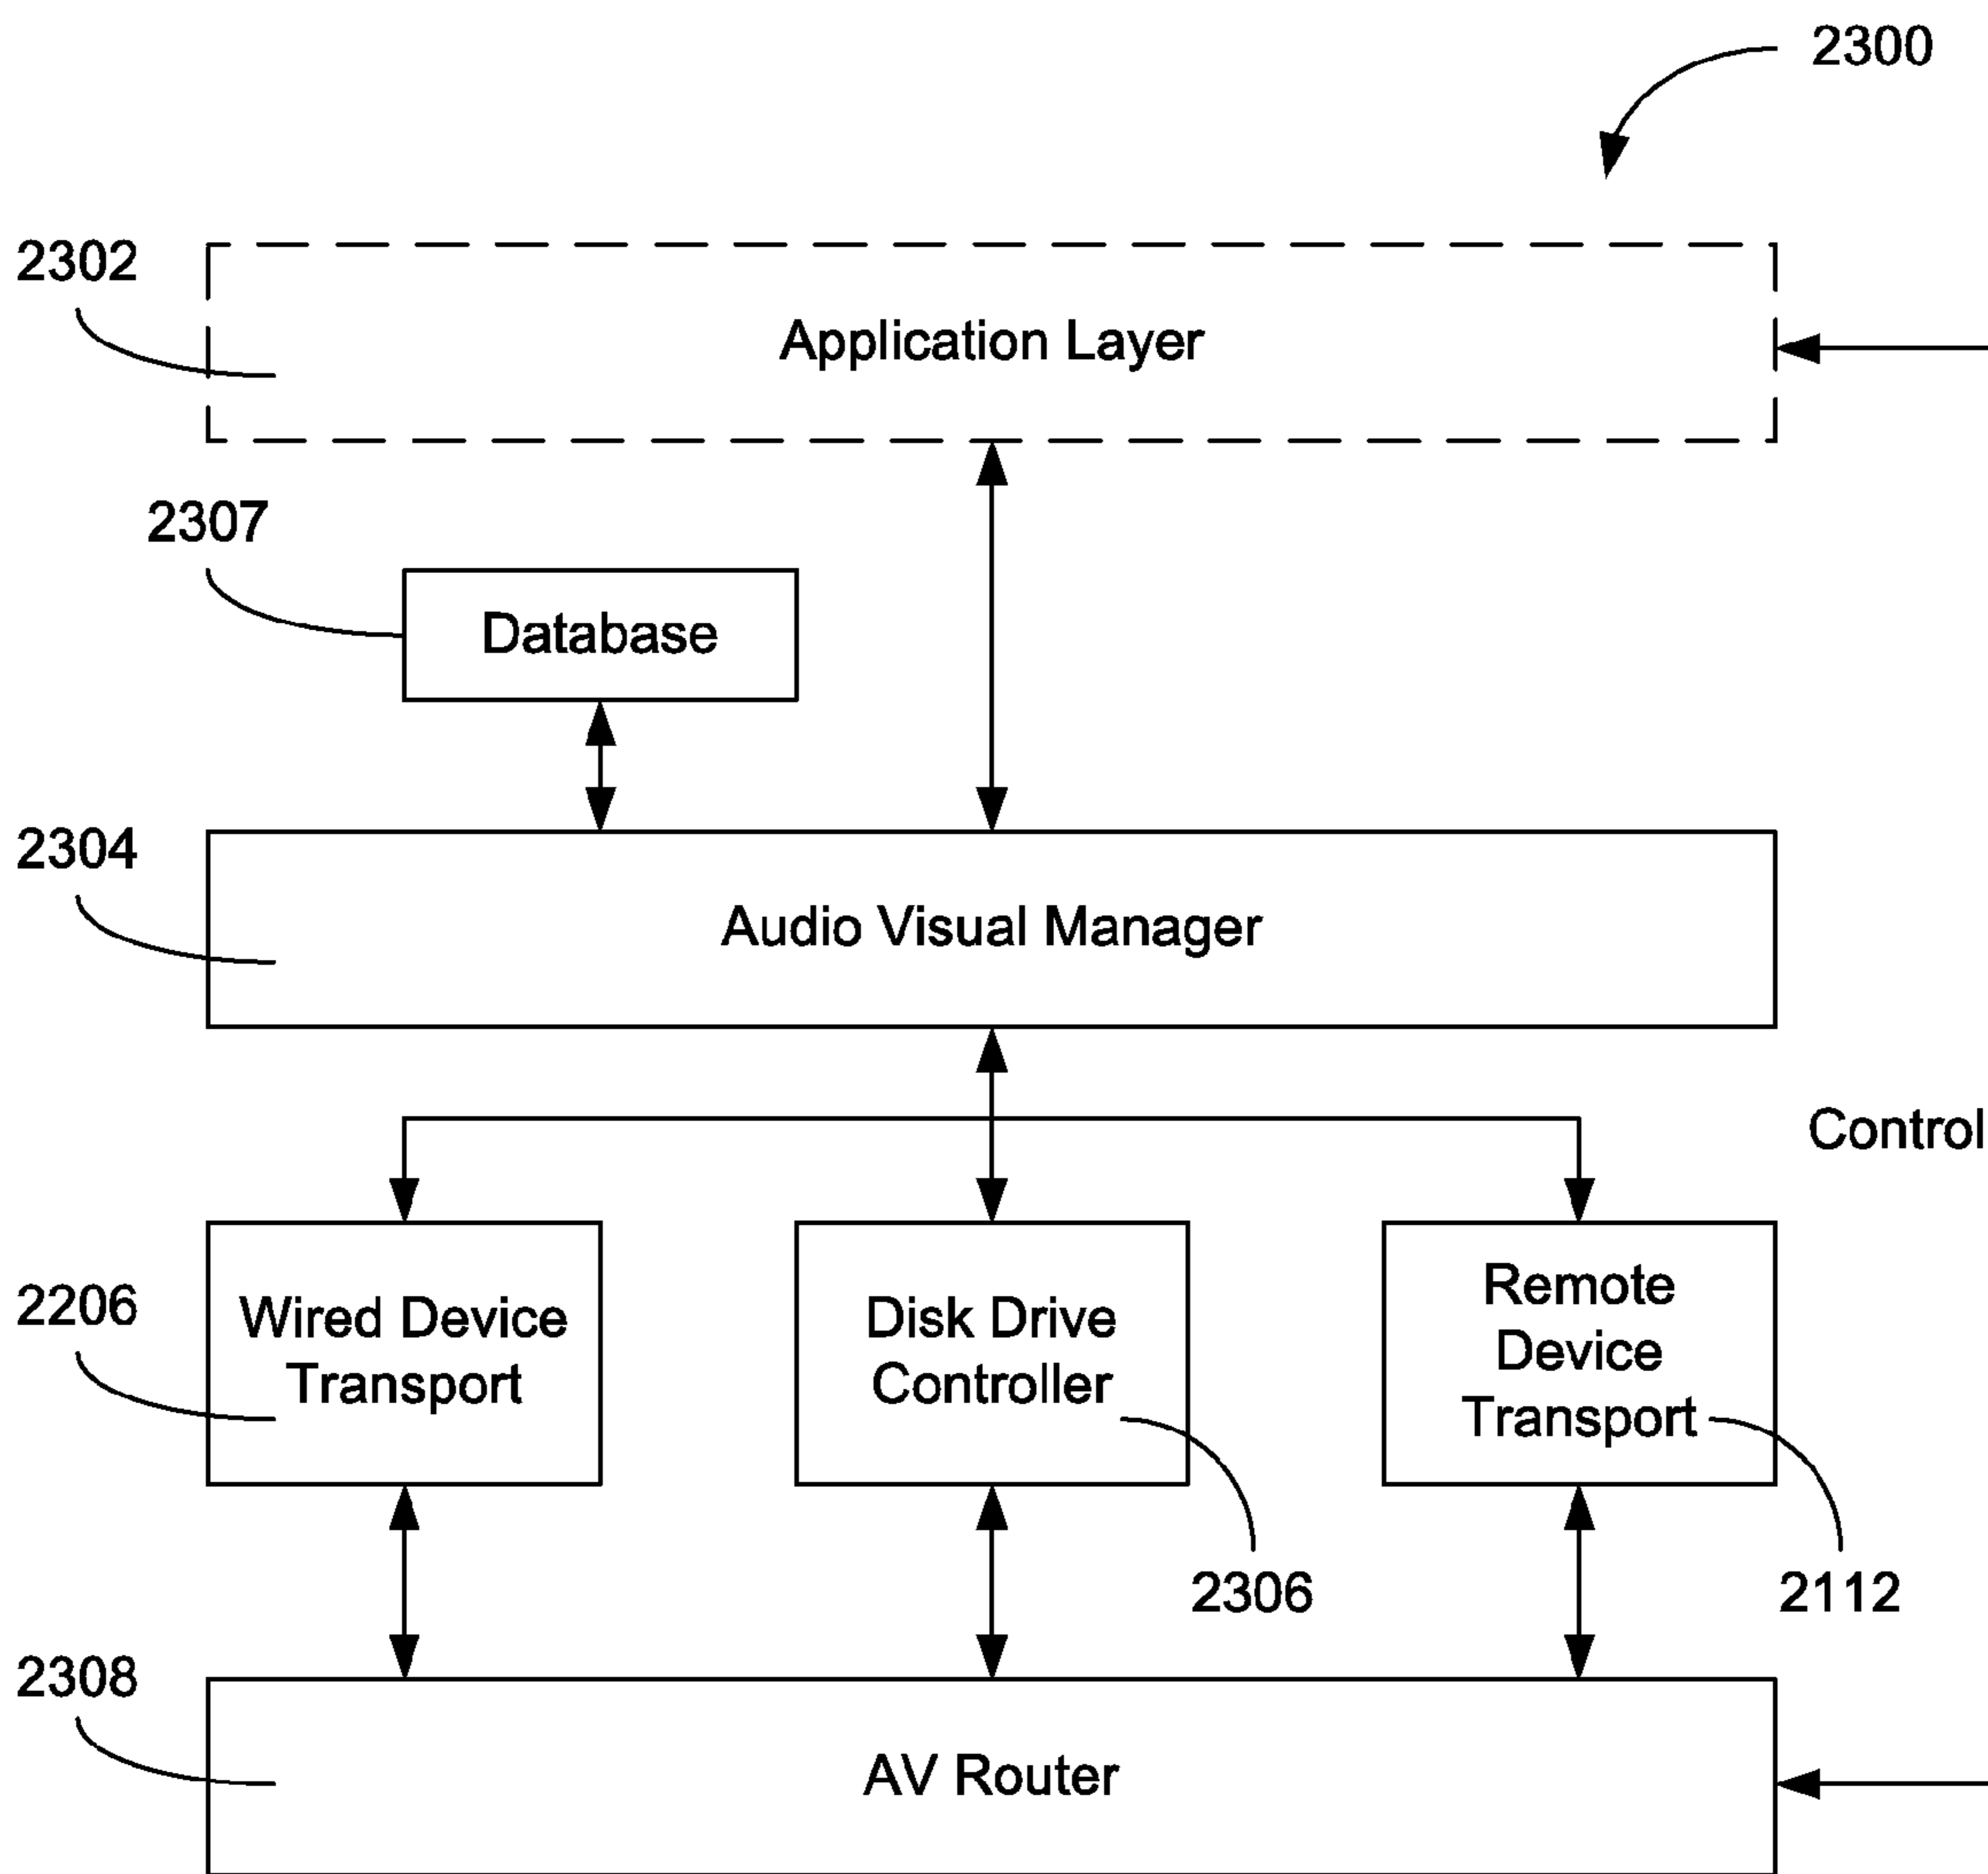 2300
2302
Application Layer
2307
Database
2304
Audio Visual Manager
Control
2206
Wired Device
Transport
Disk Drive
Controller
Remote
Device
Transport
2306
2112
2308
AV Router